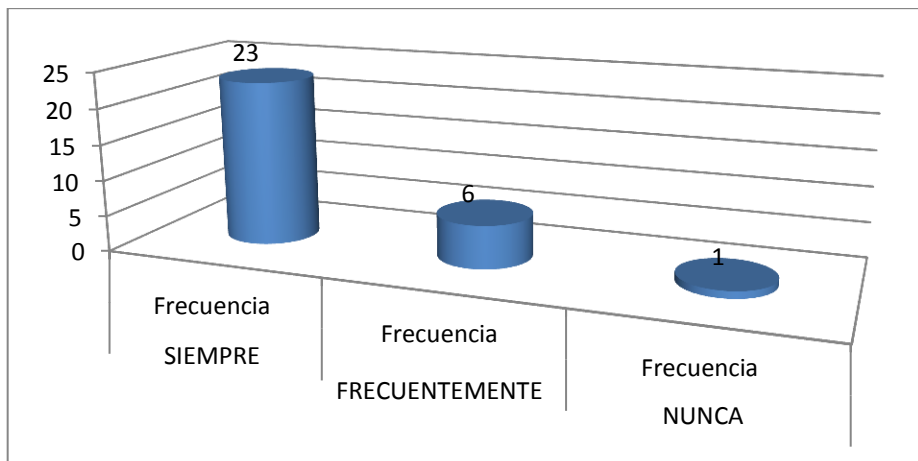 23
25
20
15
10
5
0
6
1
Frecuencia
SIEMPRE
Frecuencia
FRECUENTEMENTE
Frecuencia
NUNCA